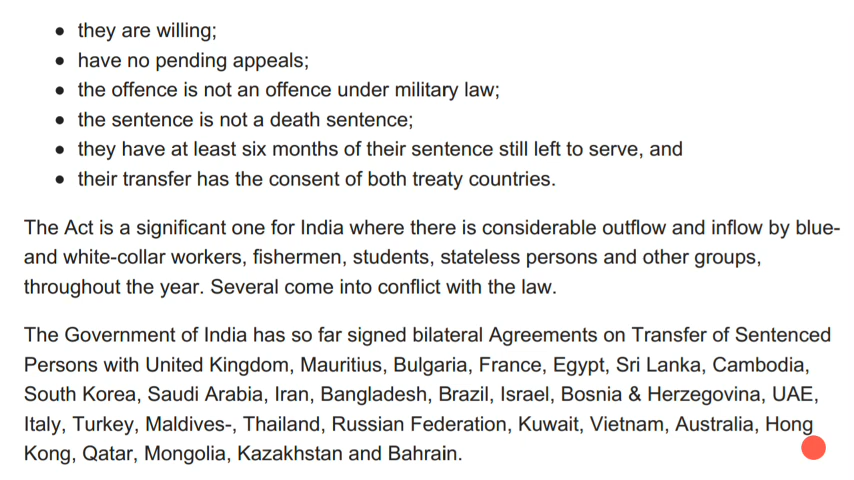 • they are willing;
• have no pending appeals;
• the offence is not an offence under military law;
• the sentence is not a death sentence;
• they have at least six months of their sentence still left to serve, and
• their transfer has the consent of both treaty countries.
The Act is a significant one for India where there is considerable outflow and inflow by blue-
and white-collar workers, fishermen, students, stateless persons and other groups,
throughout the year. Several come into conflict with the law.
The Government of India has so far signed bilateral Agreements on Transfer of Sentenced
Persons with United Kingdom, Mauritius, Bulgaria, France, Egypt, Sri Lanka, Cambodia,
South Korea, Saudi Arabia, Iran, Bangladesh, Brazil, Israel, Bosnia & Herzegovina, UAE,
Italy, Turkey, Maldives-, Thailand, Russian Federation, Kuwait, Vietnam, Australia, Hong
Kong, Qatar, Mongolia, Kazakhstan and Bahrain.